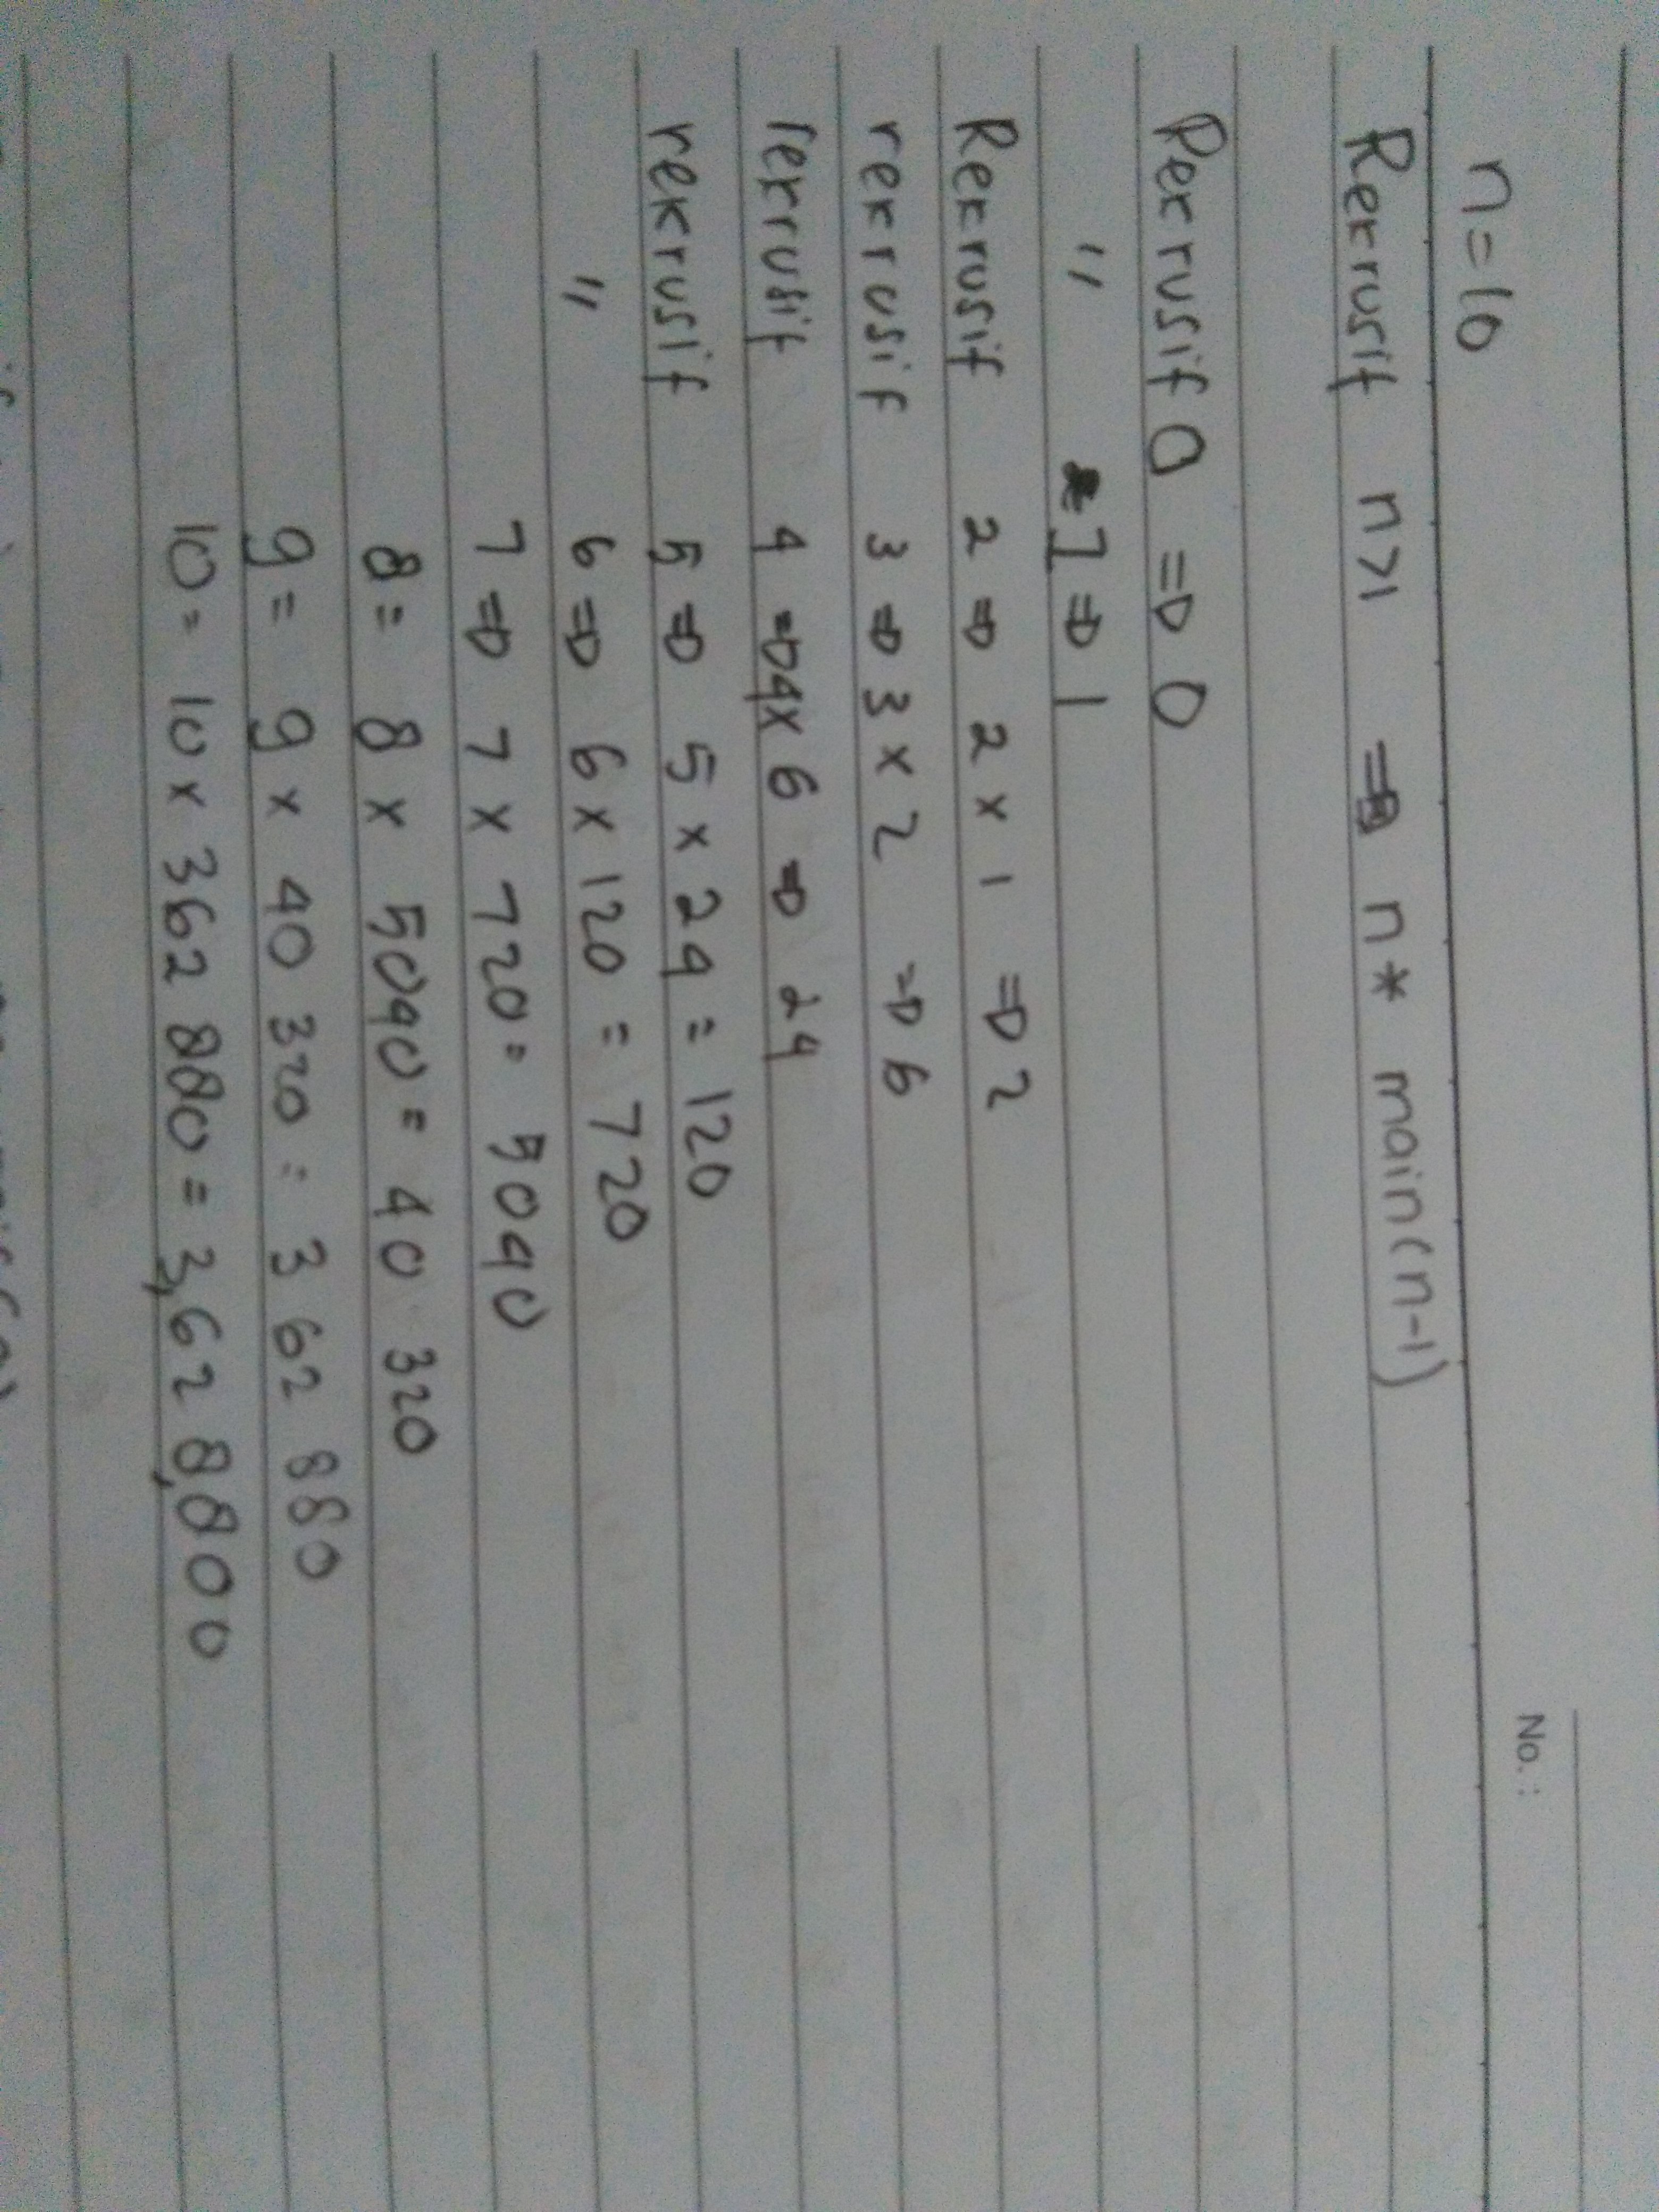 No. :
n = 10
Rekrusif n>1 => n * main(n-1)
Rekrusif 0 => 0
" 1 => 1
Rekrusif 2 => 2 x 1 => 2
rekrusif 3 => 3 x 2 => 6
rekrusif 4 => 4 x 6 => 24
rekrusif 5 => 5 x 24 = 120
" 6 => 6 x 120 = 720
7 => 7 x 720 = 5040
8 = 8 x 5040 = 40 320
9 = 9 x 40 320 = 3 62 880
10 = 10 x 362 880 = 3,628,800